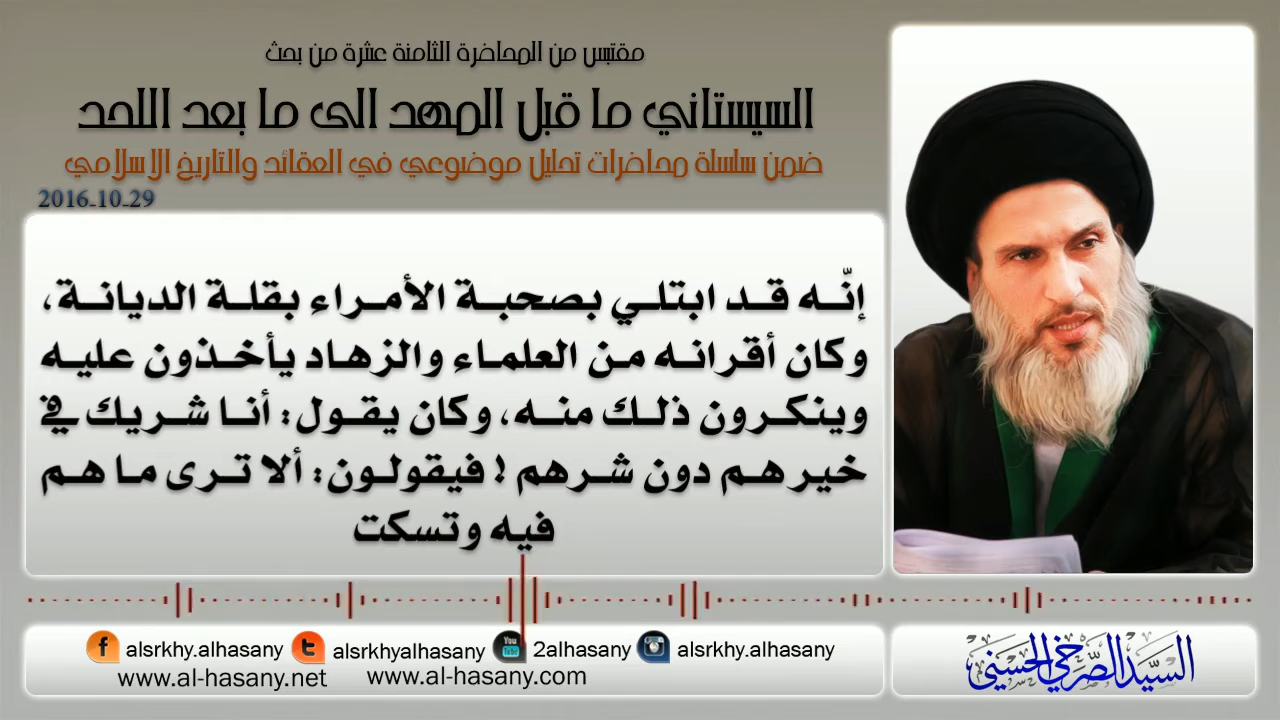 مقتبس من المحاضرة الثامنة عشرة من بحث
السيستاني ما قبل المهد الى ما بعد اللحد
ضمن سلسلة محاضرات تحليل موضوعي في العقائد والتاريخ الاسلامي
2016-10-29
إنّه قد ابتلي بصحبة الأمراء بقلة الديانة،
وكان أقرانه من العلماء والزهاد يأخذون عليه
وينكرون ذلك منه، وكان يقول: أنا شريك في
خيرهم دون شرهم ! فيقولون: ألا ترى ما هم
فيه وتسكت
f alsrkhy.alhasany t alsrkhyalhasany You Tube 2alhasany alsrkhy.alhasany
www.al-hasany.net www.al-hasany.com
السيد الصرخي الحسني